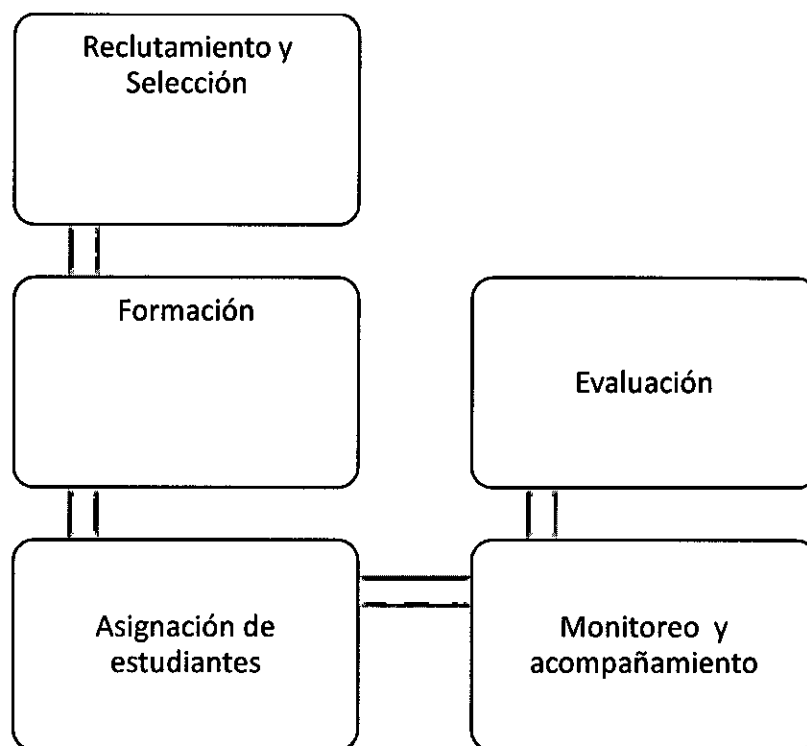 Reclutamiento y
Selección
Formación
Asignación de
estudiantes
Monitoreo y
acompañamiento
Evaluación